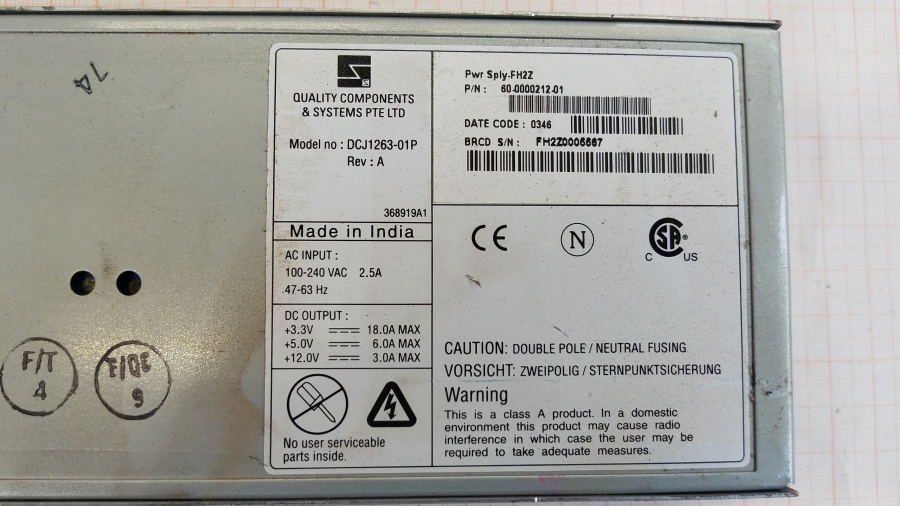 14
QUALITY COMPONENTS
& SYSTEMS PTE LTD
Model no : DCJ1263-01P
Rev : A
368919A1
Made in India
AC INPUT :
100-240 VAC 2.5A
47-63 Hz
DC OUTPUT :
+3.3V 18.0A MAX
+5.0V 6.0A MAX
+12.0V 3.0A MAX
No user serviceable
parts inside.
Pwr Sply-FH2Z
P/N : 60-0000212-01
DATE CODE : 0346
BRCD S/N : FH2Z0005667
CE
N
CSA
C US
CAUTION: DOUBLE POLE / NEUTRAL FUSING
VORSICHT: ZWEIPOLIG / STERNPUNKTSICHERUNG
Warning
This is a class A product. In a domestic
environment this product may cause radio
interference in which case the user may be
required to take adequate measures.
F/T
4
9